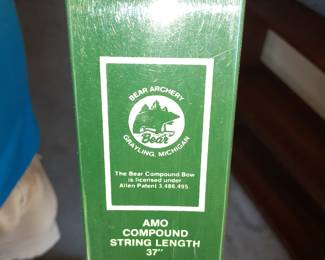 BEAR ARCHERY
Bear
GRAYLING, MICHIGAN
The Bear Compound Bow
is licensed under
Allen Patent 3,486,495
AMO
COMPOUND
STRING LENGTH
37"